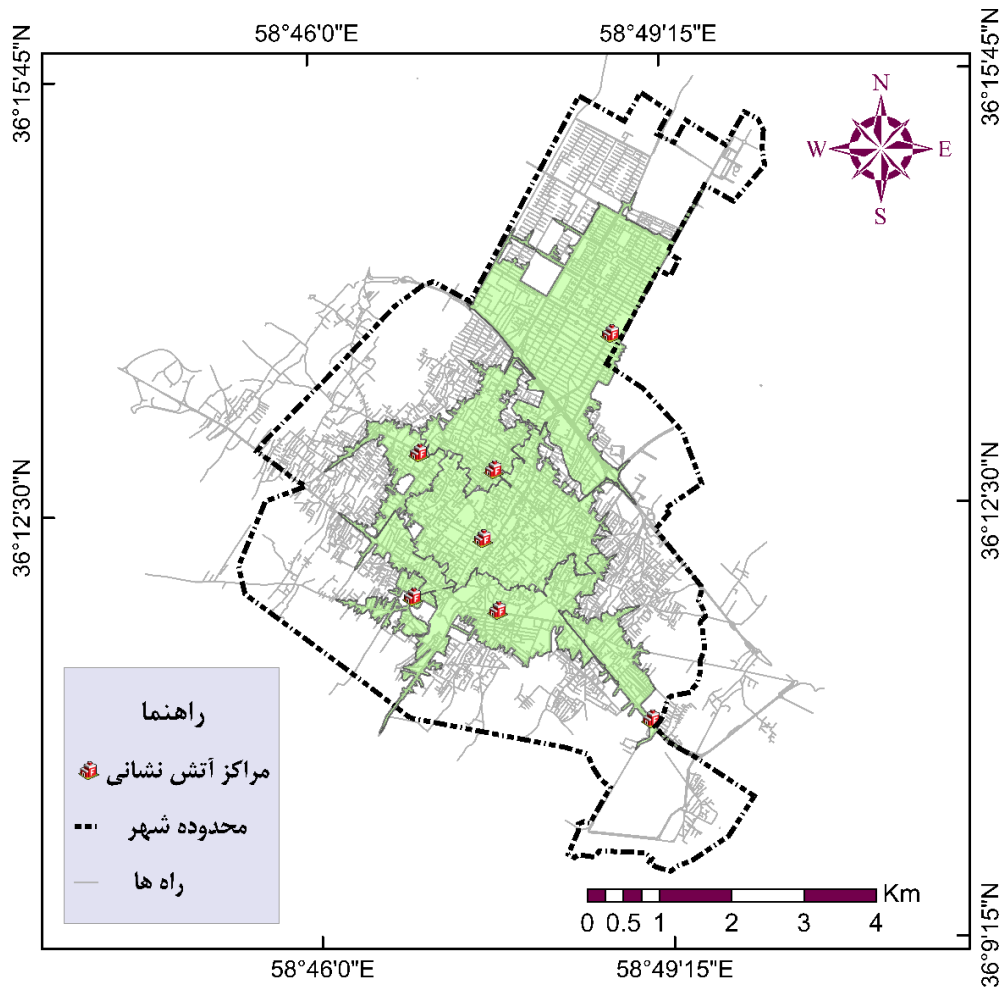 58°46'0"E
58°49'15"E
36°15'45"N
36°15'45"N
N
W
E
S
36°12'30"N
36°12'30"N
راهنما
مراکز آتش نشانی
محدوده شهر
راه ها
Km
0 0.5 1 2 3 4
36°9'15"N
58°46'0"E
58°49'15"E